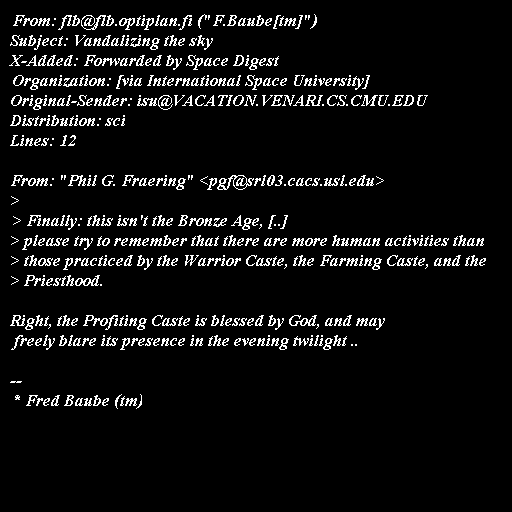 From: flb@flb.optiplan.fi ("F.Baube[tm]")
Subject: Vandalizing the sky
X-Added: Forwarded by Space Digest
Organization: [via International Space University]
Original-Sender: isu@VACATION.VENARI.CS.CMU.EDU
Distribution: sci
Lines: 12

From: "Phil G. Fraering" <pgf@srl03.cacs.usl.edu>
>
> Finally: this isn't the Bronze Age, [..]
> please try to remember that there are more human activities than
> those practiced by the Warrior Caste, the Farming Caste, and the
> Priesthood.

Right, the Profiting Caste is blessed by God, and may
freely blare its presence in the evening twilight ..

--
* Fred Baube (tm)